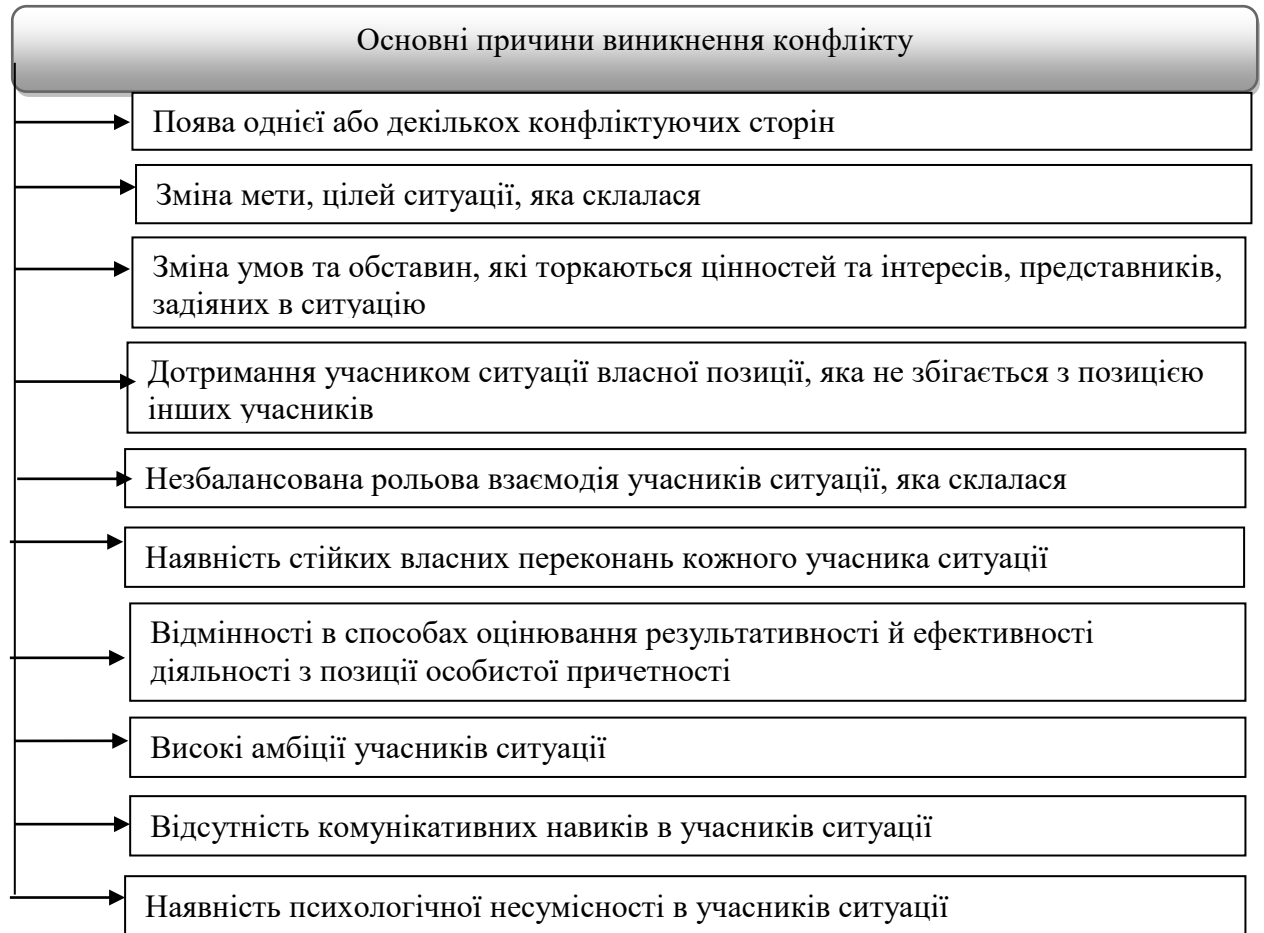 Основні причини виникнення конфлікту
Поява однієї або декількох конфліктуючих сторін
Зміна мети, цілей ситуації, яка склалася
Зміна умов та обставин, які торкаються цінностей та інтересів, представників,
задіяних в ситуацію
Дотримання учасником ситуації власної позиції, яка не збігається з позицією
інших учасників
Незбалансована рольова взаємодія учасників ситуації, яка склалася
Наявність стійких власних переконань кожного учасника ситуації
Відмінності в способах оцінювання результативності й ефективності
діяльності з позиції особистої причетності
Високі амбіції учасників ситуації
Відсутність комунікативних навиків в учасників ситуації
Наявність психологічної несумісності в учасників ситуації